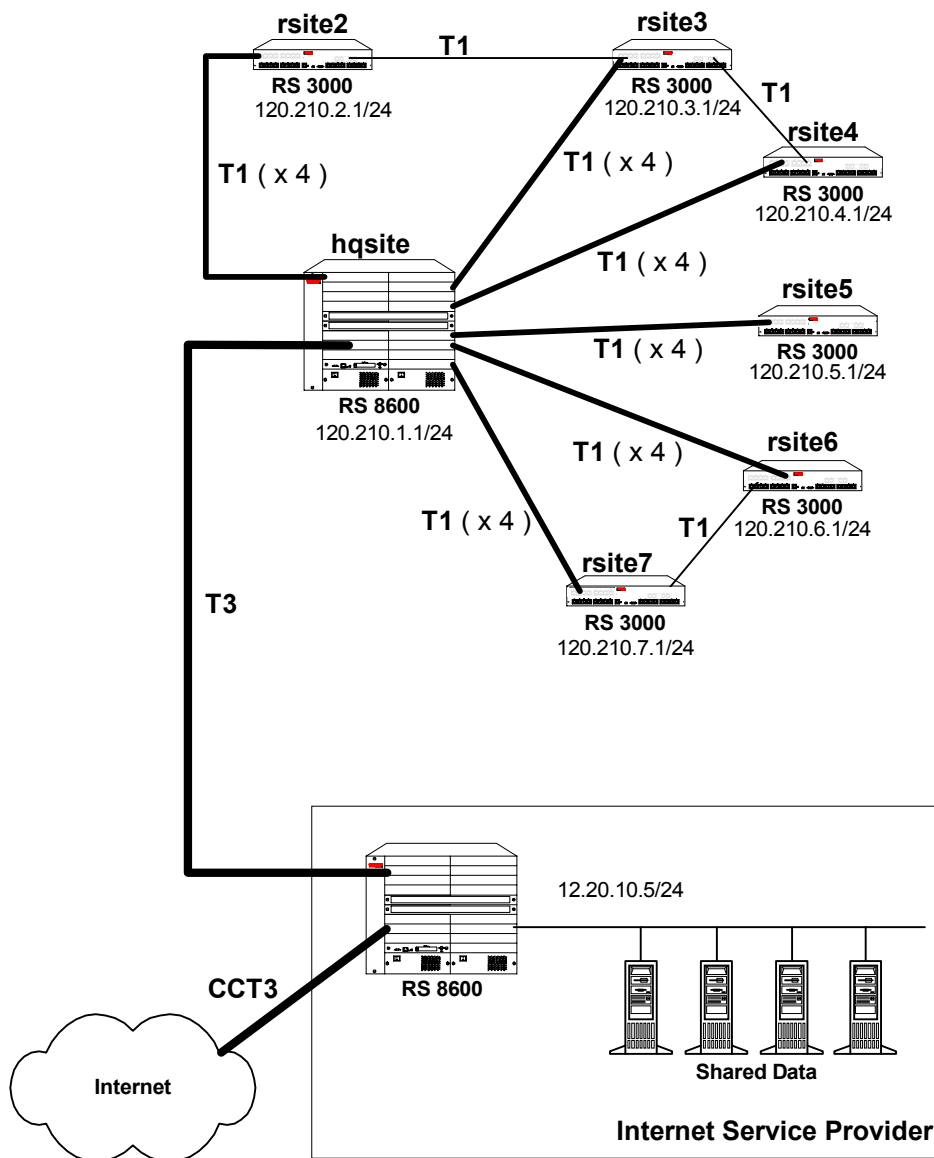 rsite2
RS 3000
120.210.2.1/24
T1
rsite3
RS 3000
120.210.3.1/24
T1
rsite4
RS 3000
120.210.4.1/24
T1 ( x 4 )
T1 ( x 4 )
T1 ( x 4 )
hqsite
RS 8600
120.210.1.1/24
rsite5
RS 3000
120.210.5.1/24
T1 ( x 4 )
rsite6
RS 3000
120.210.6.1/24
T1 ( x 4 )
T1
T1 ( x 4 )
rsite7
RS 3000
120.210.7.1/24
T3
12.20.10.5/24
RS 8600
CCT3
Internet
Shared Data
Internet Service Provider